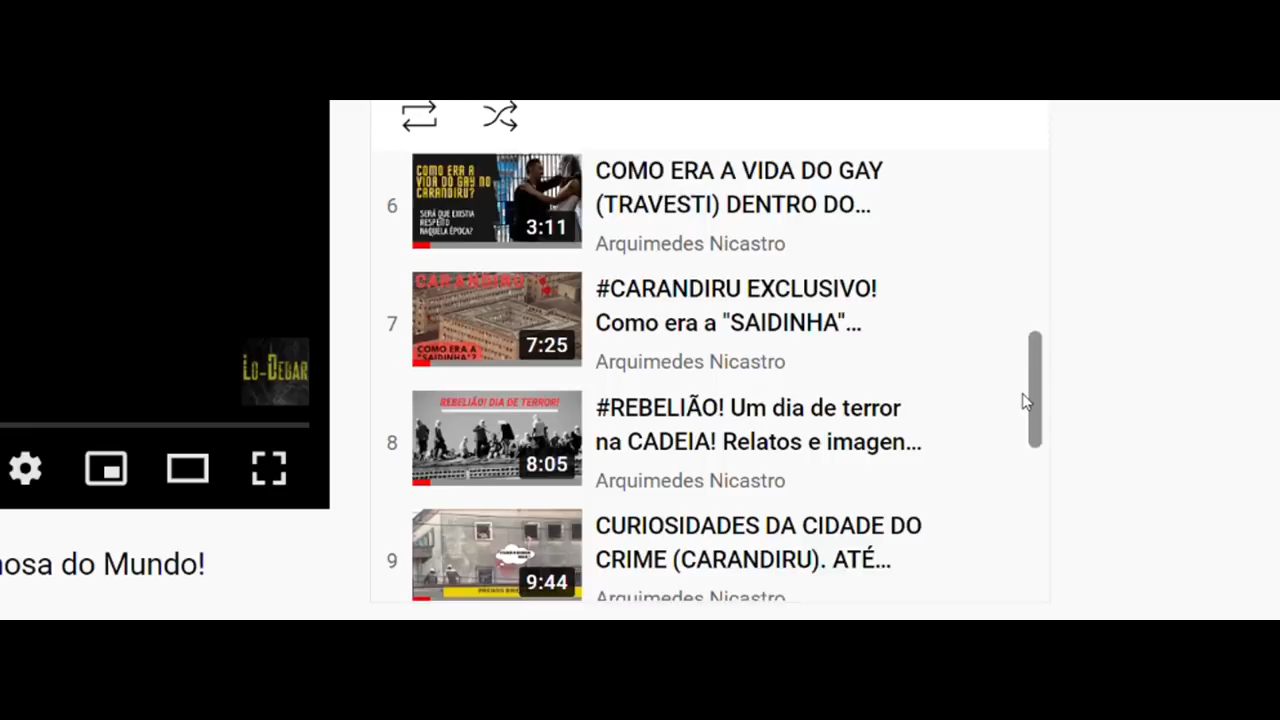 LO-DEBAR
nosa do Mundo!
6
COMO ERA A
VIDA DO GAY NO
CARANDIRU?
SERÁ QUE EXISTIA
RESPEITO
NAQUELA ÉPOCA?
3:11
COMO ERA A VIDA DO GAY
(TRAVESTI) DENTRO DO...
Arquimedes Nicastro
7
CARANDIRU
COMO ERA A
"SAIDINHA"?
7:25
#CARANDIRU EXCLUSIVO!
Como era a "SAIDINHA"...
Arquimedes Nicastro
8
REBELIÃO! DIA DE TERROR!
8:05
#REBELIÃO! Um dia de terror
na CADEIA! Relatos e imagen...
Arquimedes Nicastro
9
9:44
CURIOSIDADES DA CIDADE DO
CRIME (CARANDIRU). ATÉ...
Arquimedes Nicastro